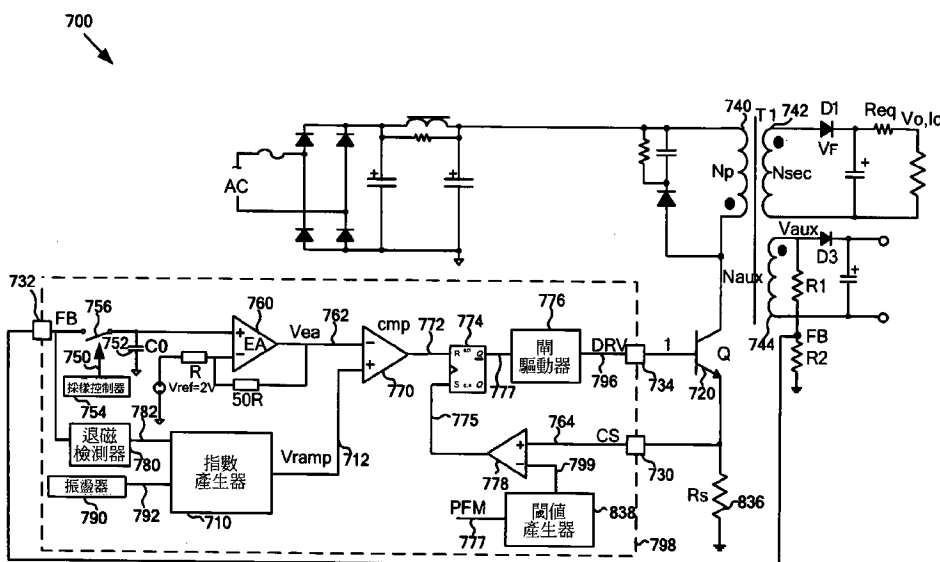 700
740
T1
742
D1
VF
Req
Vo,Io
AC
Np
Nsec
Vaux
D3
Naux
R1
744
FB
R2
732
FB
756
750
752
C0
採樣控制器
754
R
Vref=2V
50R
760
EA
Vea
762
cmp
770
772
774
R
Q
S
Q
777
776
閘
驅動器
DRV
796
734
1
Q
720
782
退磁
檢測器
780
振盪器
790
792
指數
產生器
710
Vramp
712
775
778
764
CS
730
799
PFM
777
閾值
產生器
838
798
Rs
836